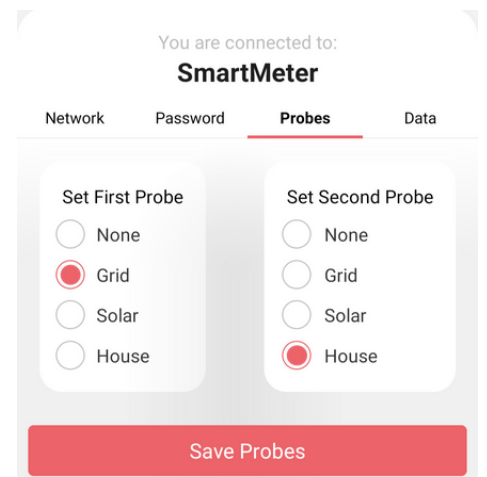 You are connected to:
SmartMeter
Network Password Probes Data
Set First Probe
None
Grid
Solar
House
Set Second Probe
None
Grid
Solar
House
Save Probes